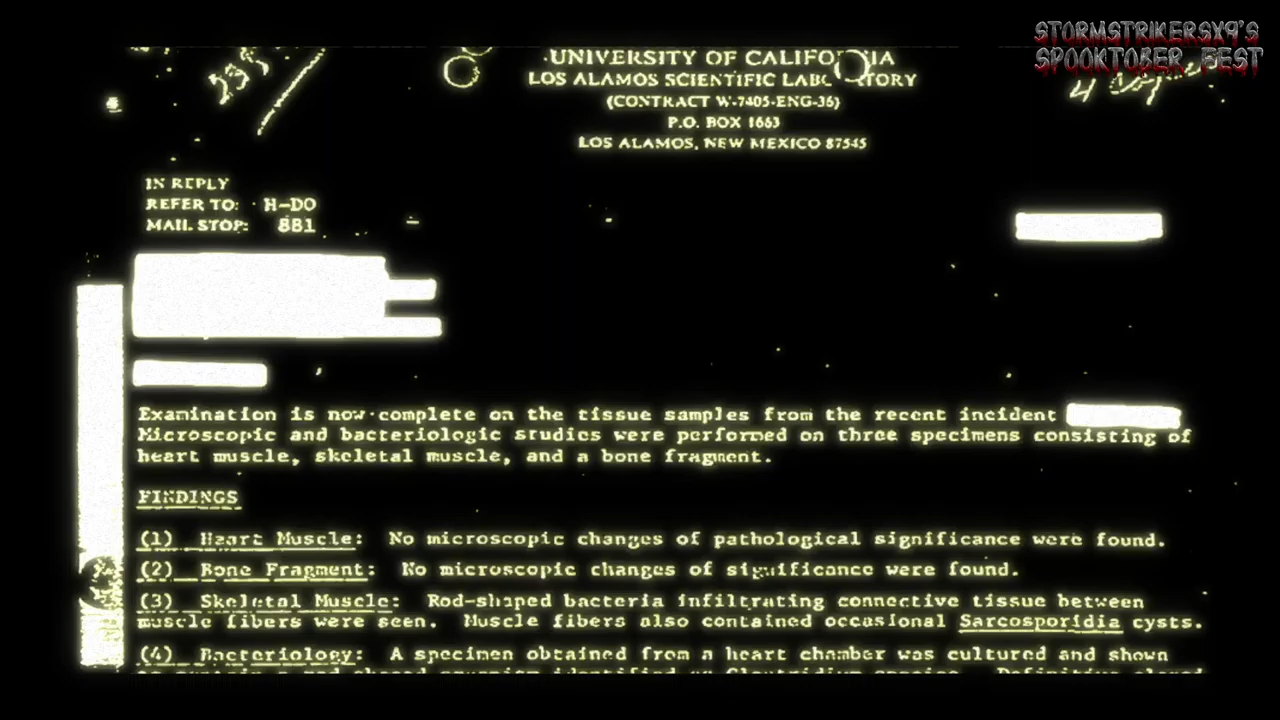 STORMSTRIKERSX9'S
SPOOKTOBER FEST
UNIVERSITY OF CALIFORNIA
LOS ALAMOS SCIENTIFIC LABORATORY
(CONTRACT W-7405-ENG-36)
P.O. BOX 1663
LOS ALAMOS, NEW MEXICO 87545
IN REPLY
REFER TO: H-DO
MAIL STOP: 881
Examination is now complete on the tissue samples from the recent incident
Microscopic and bacteriologic studies were performed on three specimens consisting of
heart muscle, skeletal muscle, and a bone fragment.
FINDINGS
(1) Heart Muscle: No microscopic changes of pathological significance were found.
(2) Bone Fragment: No microscopic changes of significance were found.
(3) Skeletal Muscle: Rod-shaped bacteria infiltrating connective tissue between
muscle fibers were seen. Muscle fibers also contained occasional Sarcosporidia cysts.
(4) Bacteriology: A specimen obtained from a heart chamber was cultured and shown